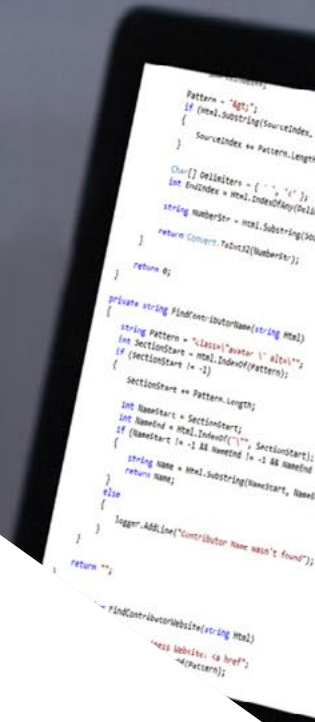 Pattern = "&gt;";
if (Html.Substring(SourceIndex,
{
SourceIndex += Pattern.Length
}
Char[] Delimiters = { ' ', '<' };
int EndIndex = Html.IndexOfAny(Deli
string NumberStr = Html.Substring(Sou
return Convert.ToInt32(NumberStr);
}
return 0;
}
private string FindContributorName(string Html)
{
string Pattern = "class=\"avatar \" alt=\"";
int SectionStart = Html.IndexOf(Pattern);
if (SectionStart != -1)
{
SectionStart += Pattern.Length;
int NameStart = SectionStart;
int NameEnd = Html.IndexOf("\"", SectionStart);
if (NameStart != -1 && NameEnd != -1 && NameEnd
{
string Name = Html.Substring(NameStart, NameE
return Name;
}
else
{
logger.AddLine("Contributor Name wasn't found");
}
}
return "";
FindContributorWebsite(string Html)
Website: <a href";
(Pattern);